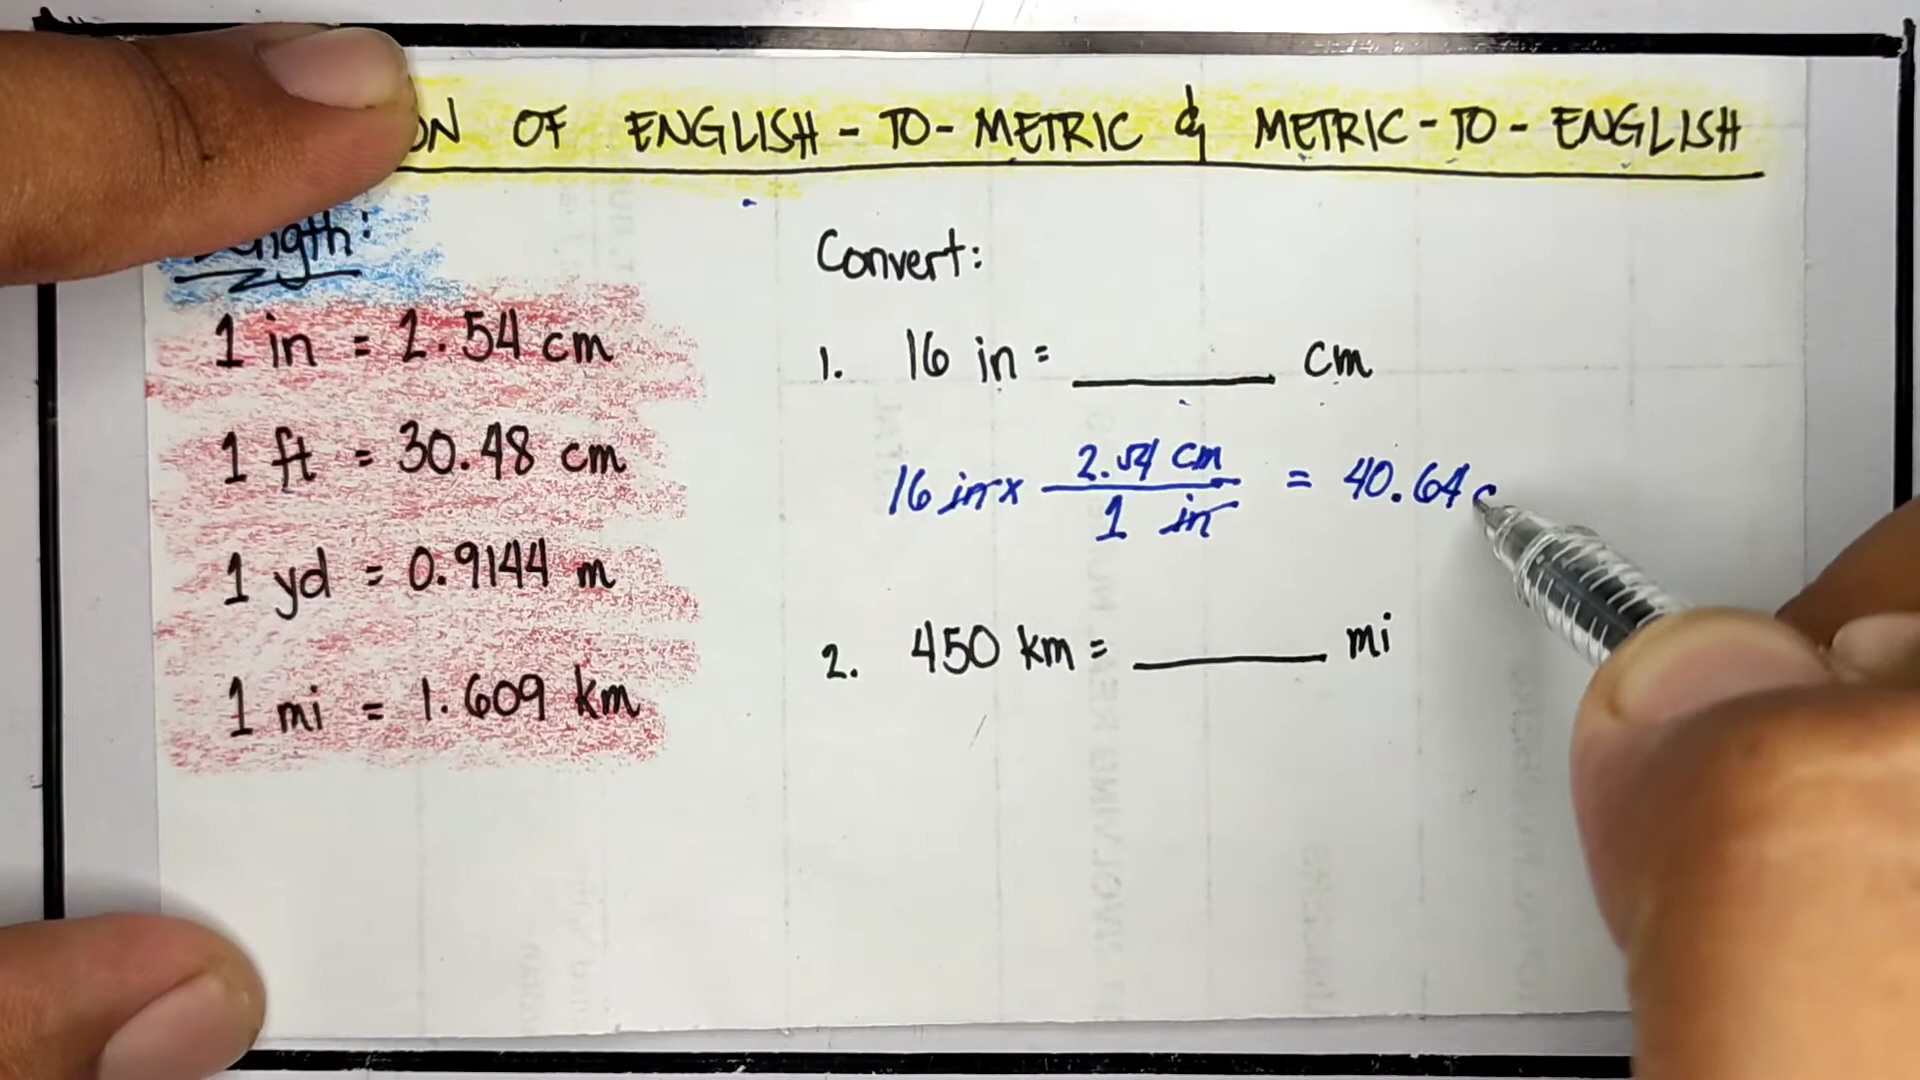 OF ENGLISH-TO-METRIC & METRIC-TO-ENGLISH
1 in = 2.54 cm
1 ft = 30.48 cm
1 yd = 0.9144 m
1 mi = 1.609 km
Convert:
1. 16 in = ________ cm
16 in x 2.54 cm / 1 in = 40.64 c
2. 450 km = ________ mi